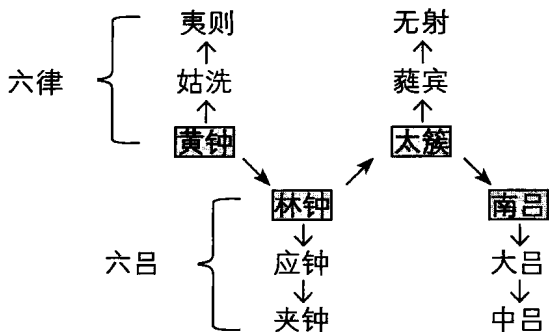 夷则 无射
六律 姑洗 蕤宾
黄钟 太簇
林钟 南吕
六吕 应钟 大吕
夹钟 中吕